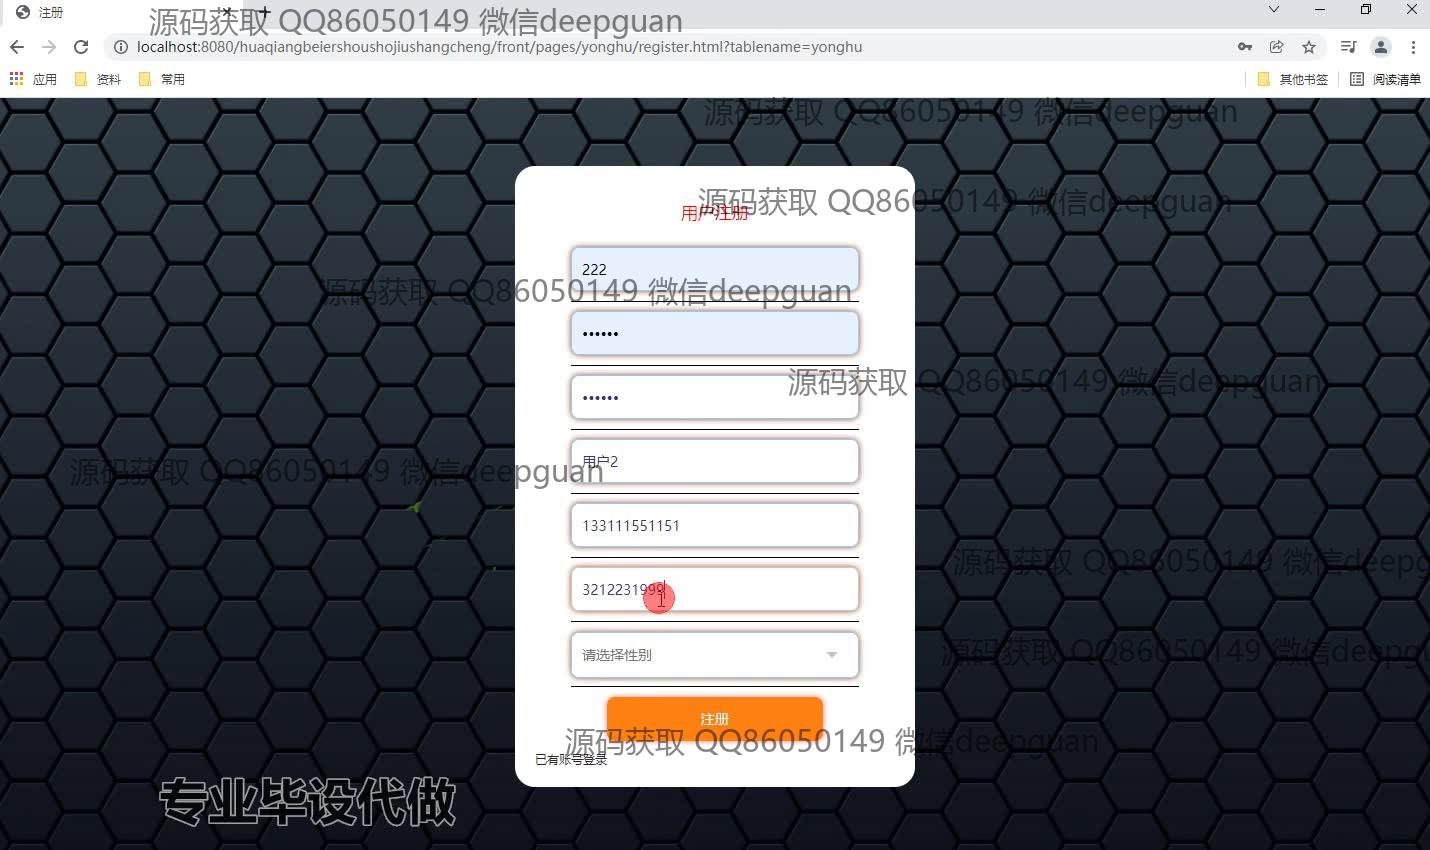 注册
源码获取 QQ86050149 微信deepguan
localhost:8080/huaqiangbeiershoushojiushangcheng/front/pages/yonghu/register.html?tablename=yonghu
应用 资料 常用 其他书签 阅读清单
源码获取 QQ86050149 微信deepguan
源码获取 QQ86050149 微信deepguan
用户注册
222
源码获取 QQ86050149 微信deepguan
••••••
源码获取 QQ86050149 微信deepguan
••••••
用户2
源码获取 QQ86050149 微信deepguan
133111551151
源码获取 QQ86050149 微信deepg
3212231999
请选择性别
源码获取 QQ86050149 微信deepgu
注册
源码获取 QQ86050149 微信deepguan
已有账号登录
专业毕设代做